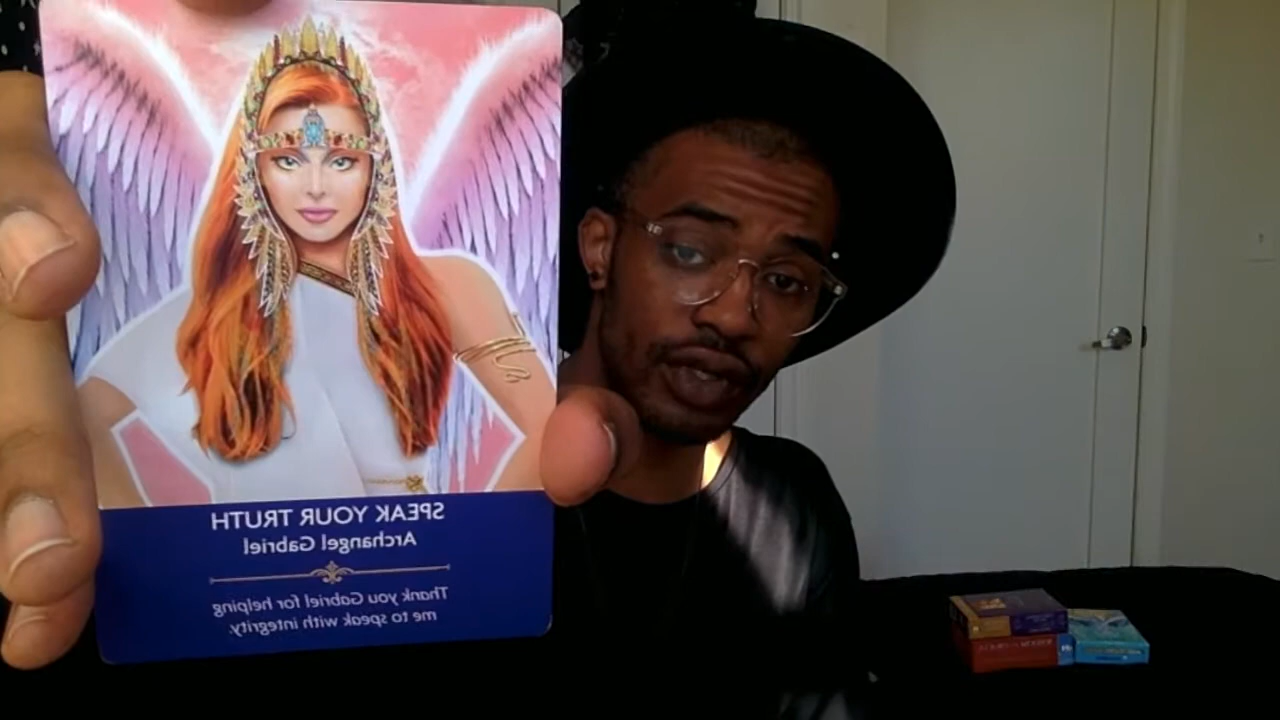 SPEAK YOUR TRUTH
Archangel Gabriel
Thank you Gabriel for helping
me to speak with integrity.